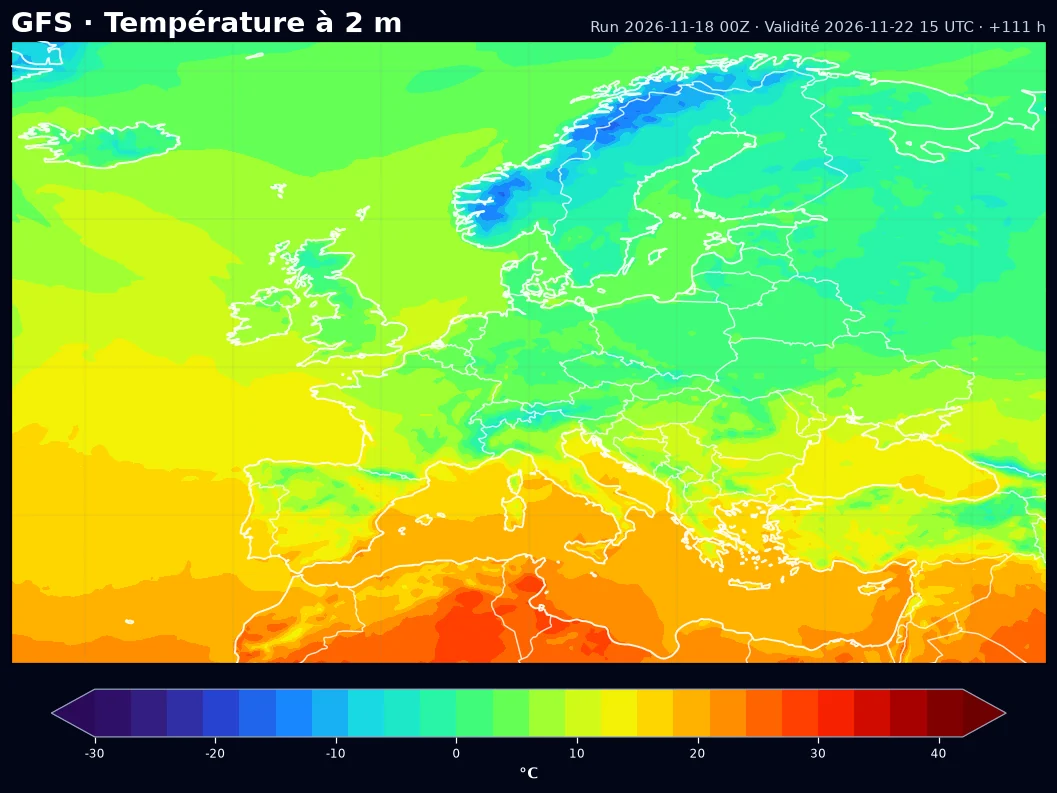 GFS · Température à 2 m
Run 2026-11-18 00Z · Validité 2026-11-22 15 UTC · +111 h
-30 -20 -10 0 10 20 30 40
°C